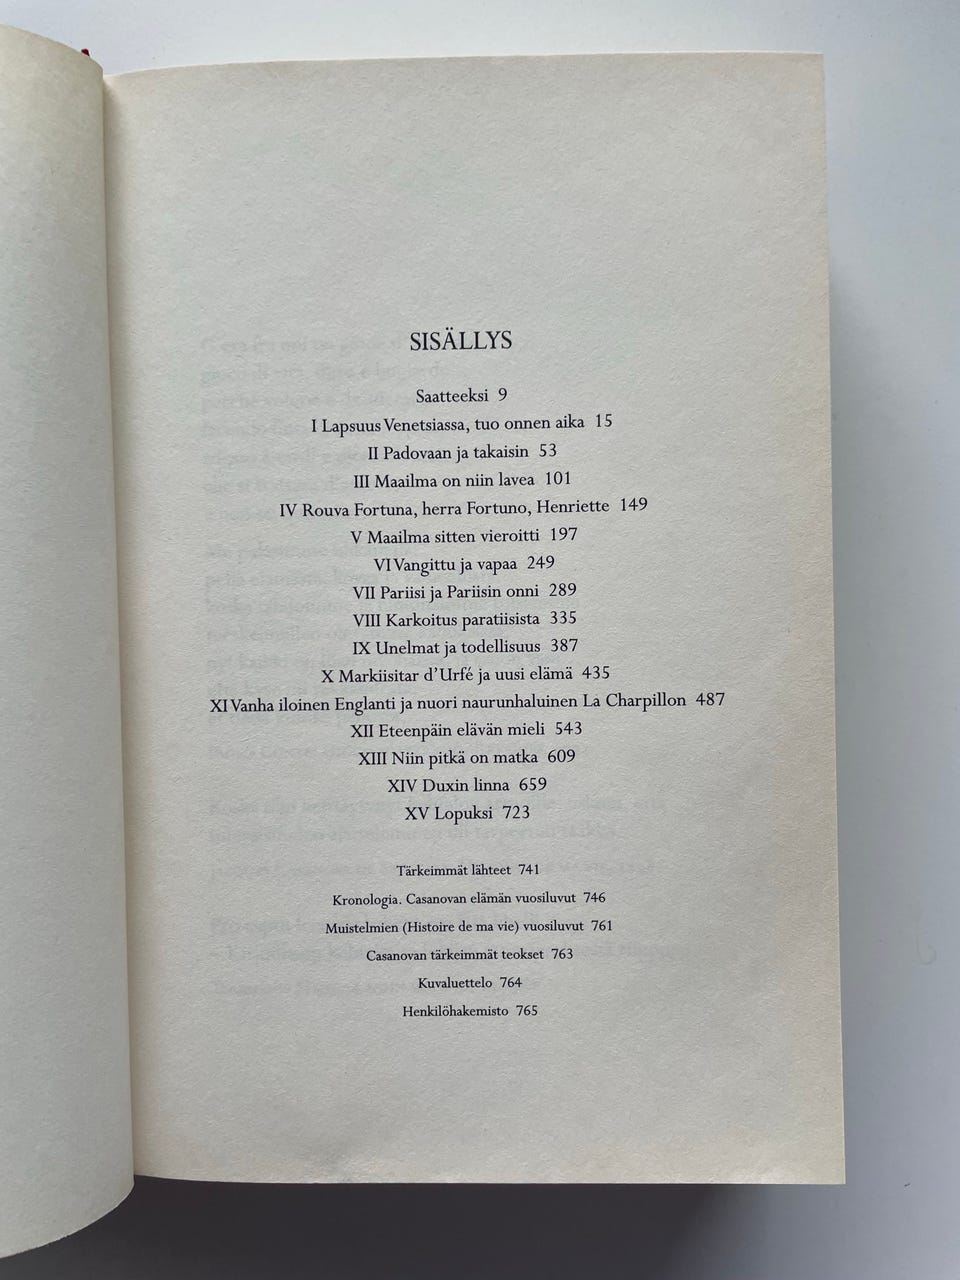 SISÄLLYS
Saatteeksi 9
I Lapsuus Venetsiassa, tuo onnen aika 15
II Padovaan ja takaisin 53
III Maailma on niin lavea 101
IV Rouva Fortuna, herra Fortuno, Henriette 149
V Maailma sitten vieroitti 197
VI Vangittu ja vapaa 249
VII Pariisi ja Pariisin onni 289
VIII Karkoitus paratiisista 335
IX Unelmat ja todellisuus 387
X Markiisitar d’Urfé ja uusi elämä 435
XI Vanha iloinen Englanti ja nuori naurunhaluinen La Charpillon 487
XII Eteenpäin elävän mieli 543
XIII Niin pitkä on matka 609
XIV Duxin linna 659
XV Lopuksi 723
Tärkeimmät lähteet 741
Kronologia. Casanovan elämän vuosiluvut 746
Muistelmien (Histoire de ma vie) vuosiluvut 761
Casanovan tärkeimmät teokset 763
Kuvaluettelo 764
Henkilöhakemisto 765